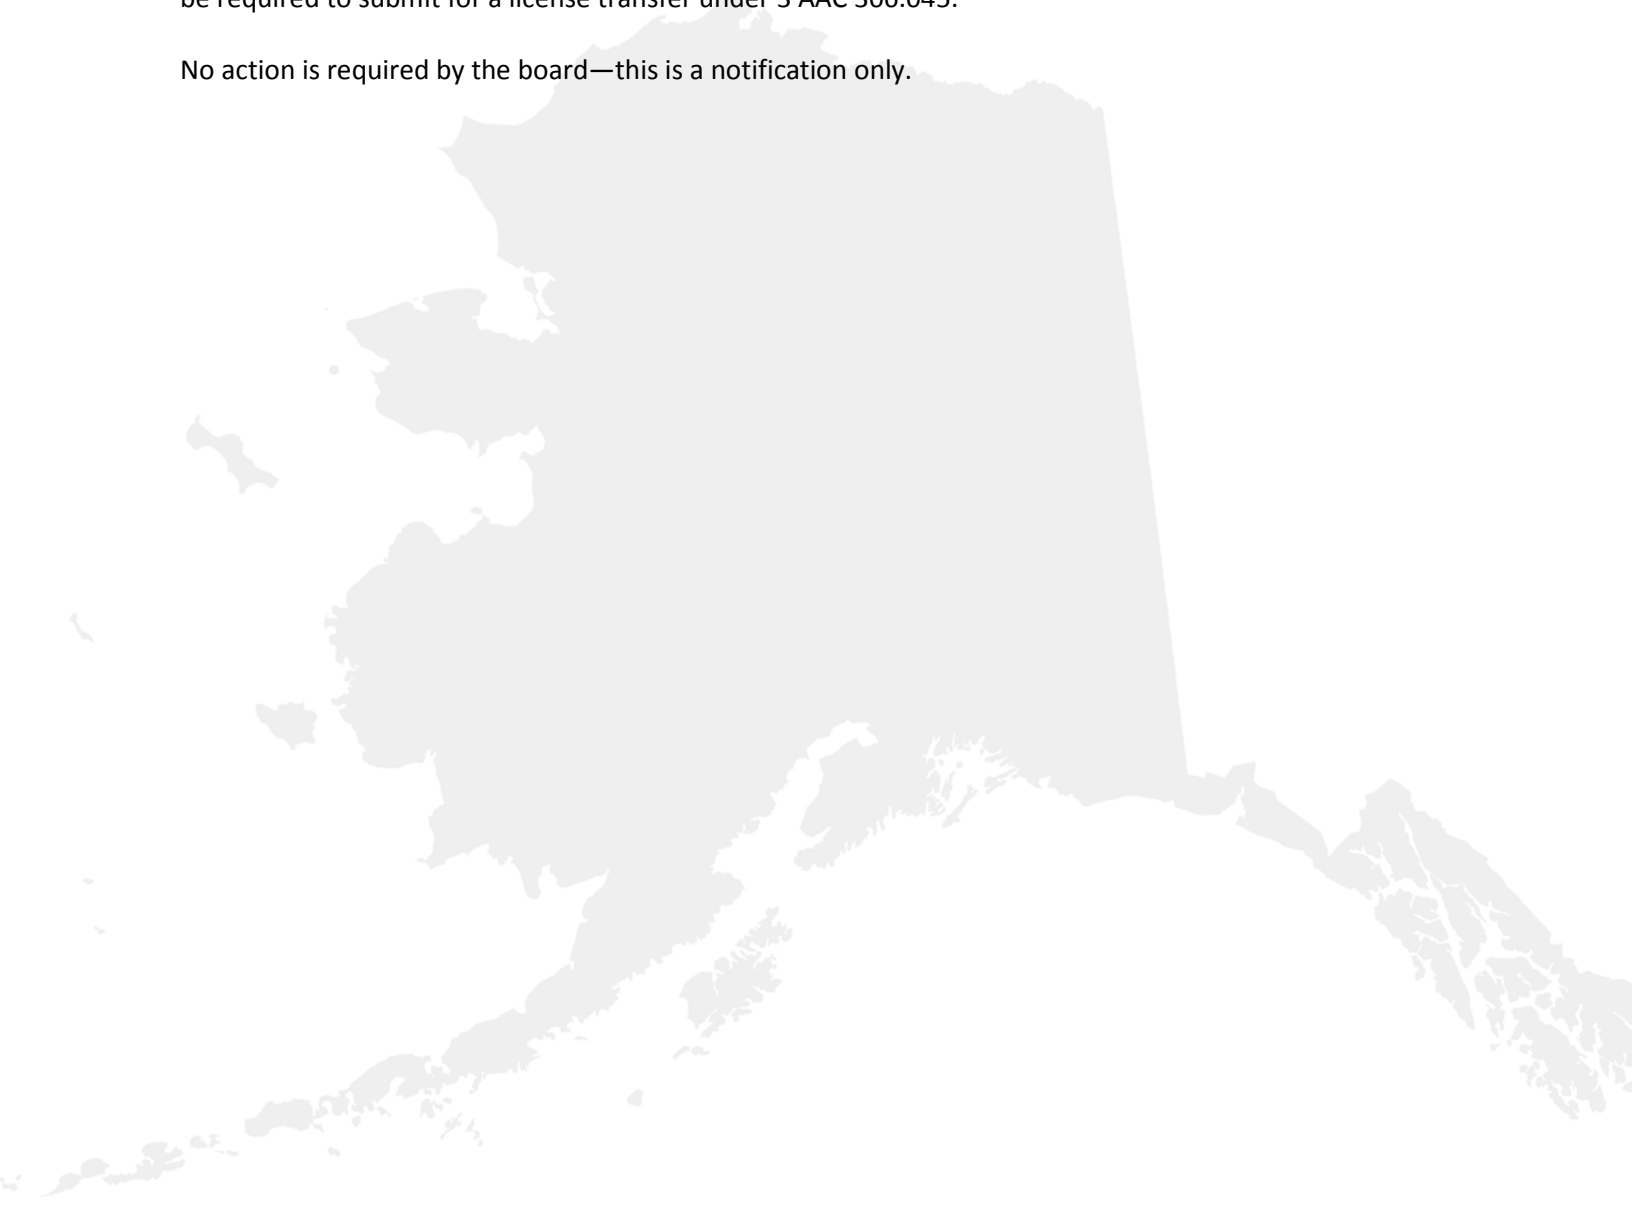 be required to submit for a license transfer under 3 AAC 306.045.
No action is required by the board—this is a notification only.